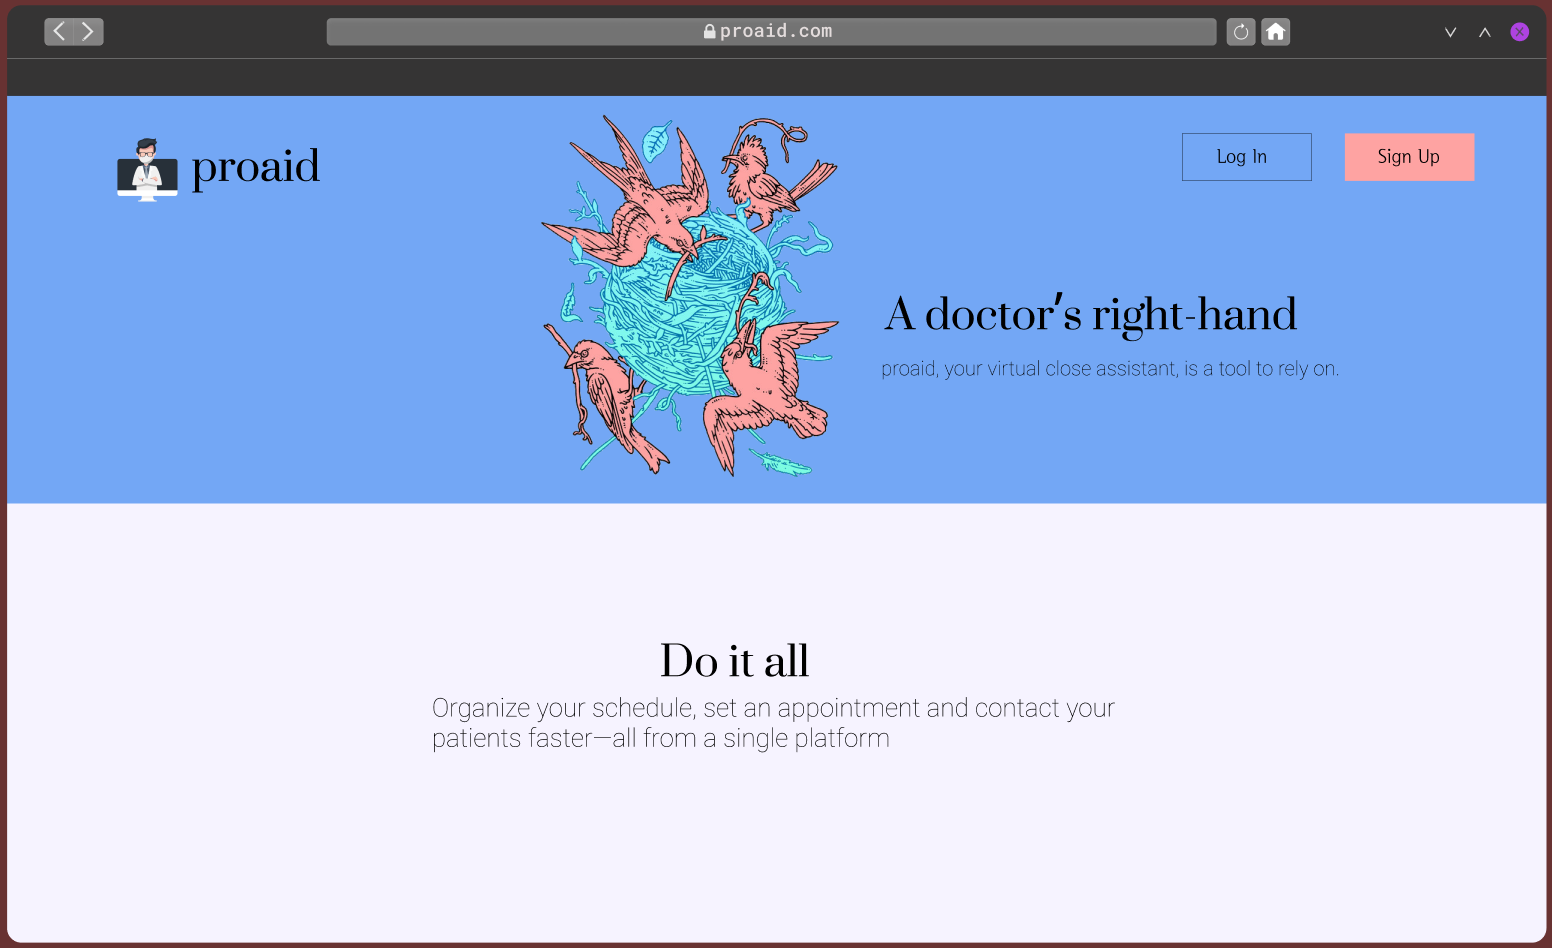 proaid.com
proaid
Log In
Sign Up
A doctor's right-hand
proaid, your virtual close assistant, is a tool to rely on.
Do it all
Organize your schedule, set an appointment and contact your
patients faster—all from a single platform